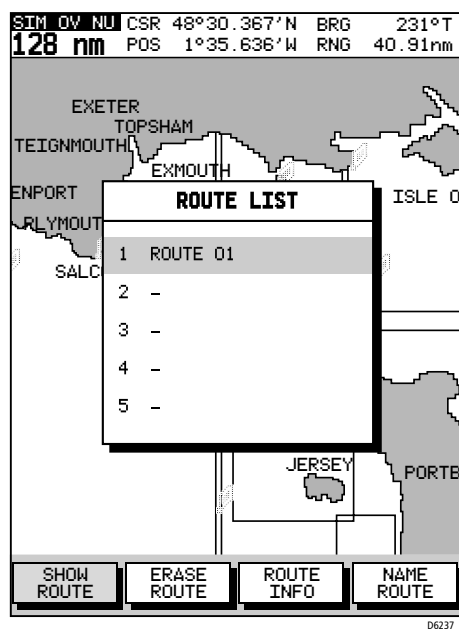 SIM OV NU CSR 48°30.367'N BRG 231°T
128 nm POS 1°35.636'W RNG 40.91nm
EXETER
TOPSHAM
TEIGNMOUTH
EXMOUTH
ENPORT
ISLE O
PLYMOUT
SALC
ROUTE LIST
1 ROUTE 01
2 –
3 –
4 –
5 –
JERSEY
PORTB
SHOW ROUTE
ERASE ROUTE
ROUTE INFO
NAME ROUTE
D6237